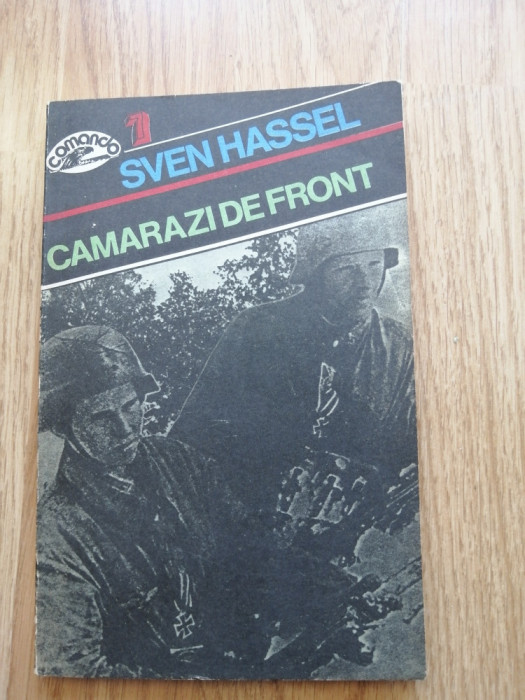 comando
1
SVEN HASSEL
CAMARAZI DE FRONT